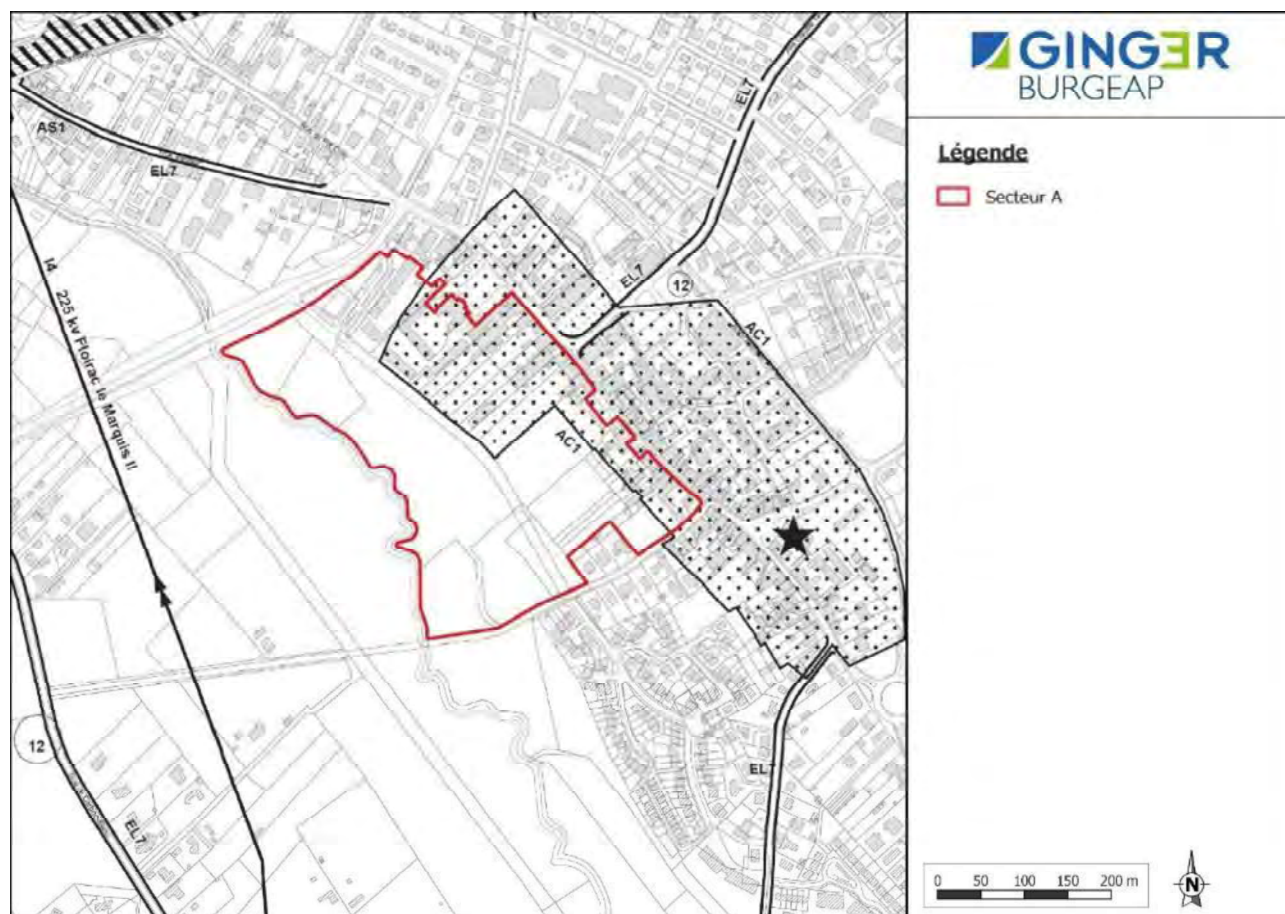 GINGER
BURGEAP
Légende
Secteur A
AS1
EL7
EL7
EL7
12
I4
225 kv Floirac le Marquis I/
AC1
AC1
12
EL7
EL7
0 50 100 150 200 m
N